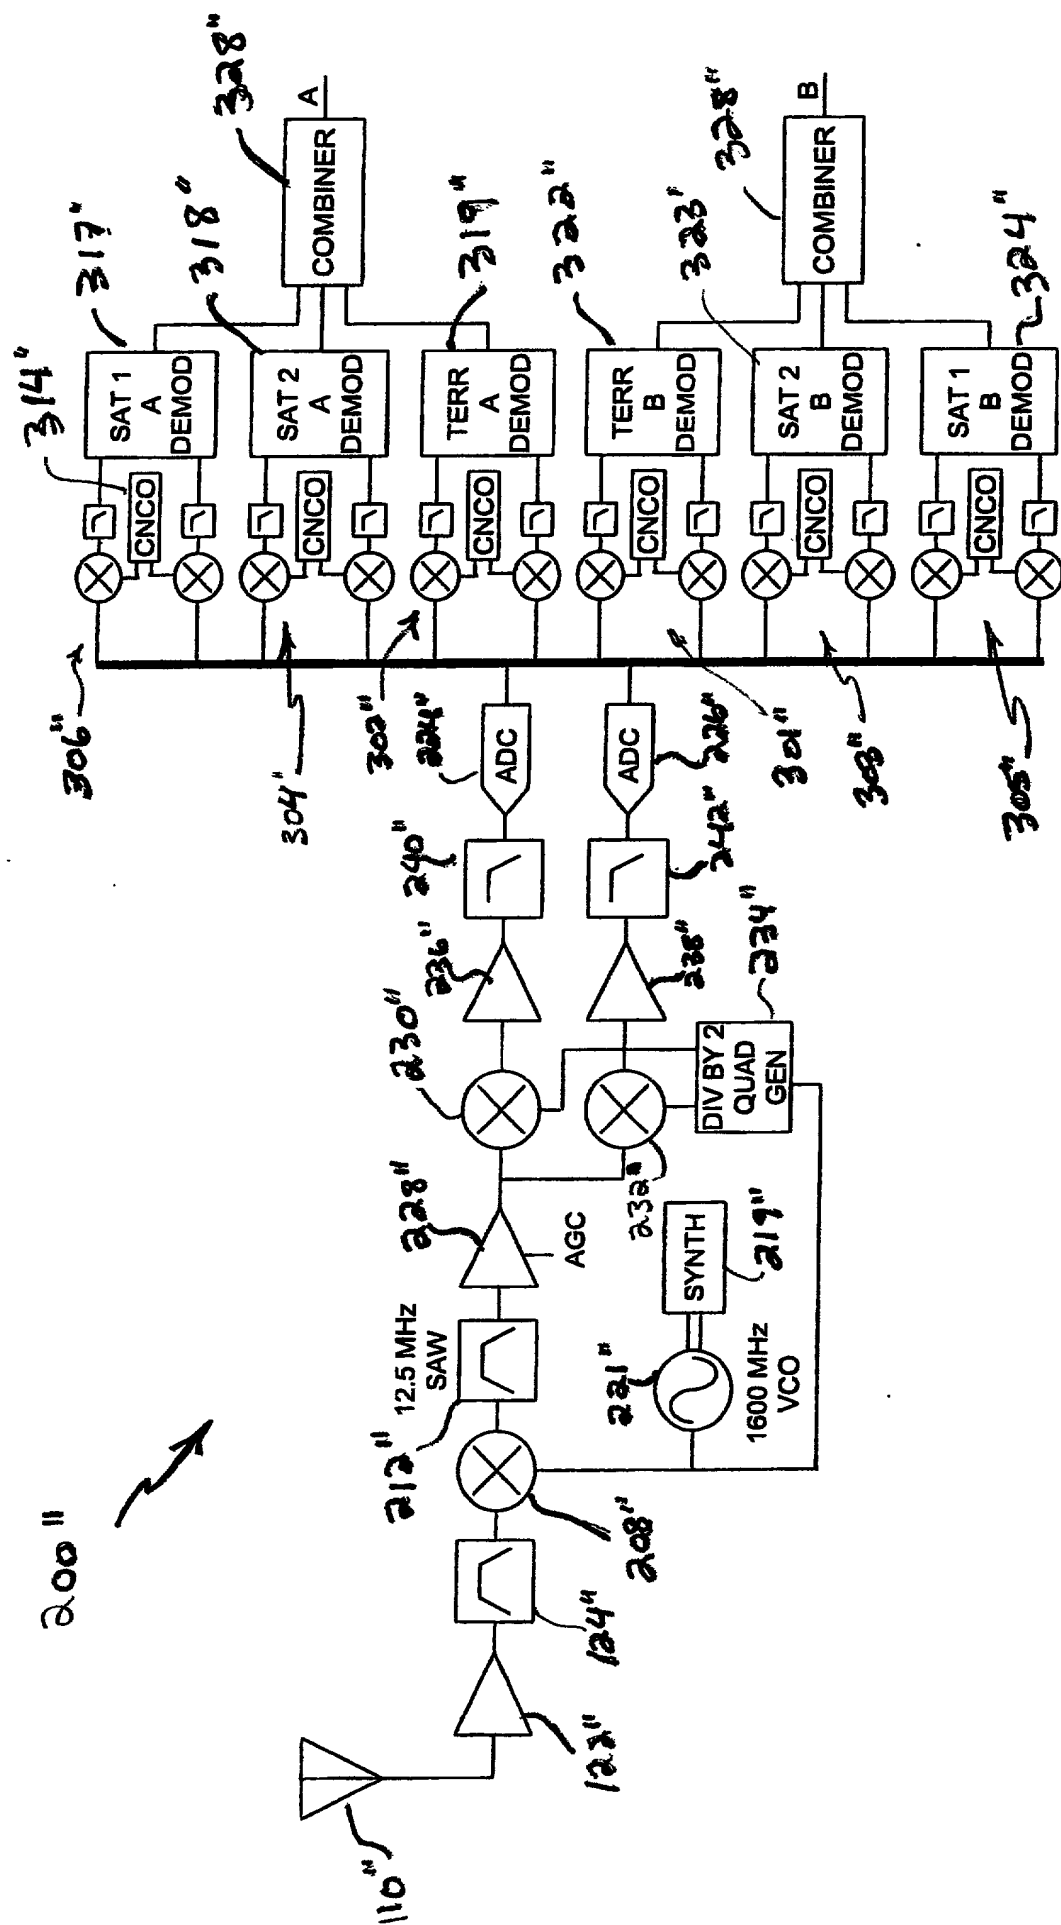 200"
110"
122"
124"
208"
212"
12.5 MHz
SAW
228"
AGC
221"
1600 MHz
VCO
SYNTH
219"
230"
232"
DIV BY 2
QUAD
GEN
234"
236"
238"
240"
242"
ADC
224"
ADC
226"
306"
304"
302"
301"
303"
305"
314"
CNCO
CNCO
CNCO
CNCO
CNCO
CNCO
SAT 1
A
DEMOD
317"
SAT 2
A
DEMOD
318"
TERR
A
DEMOD
319"
TERR
B
DEMOD
322"
SAT 2
B
DEMOD
323"
SAT 1
B
DEMOD
324"
COMBINER
328"
A
COMBINER
328"
B